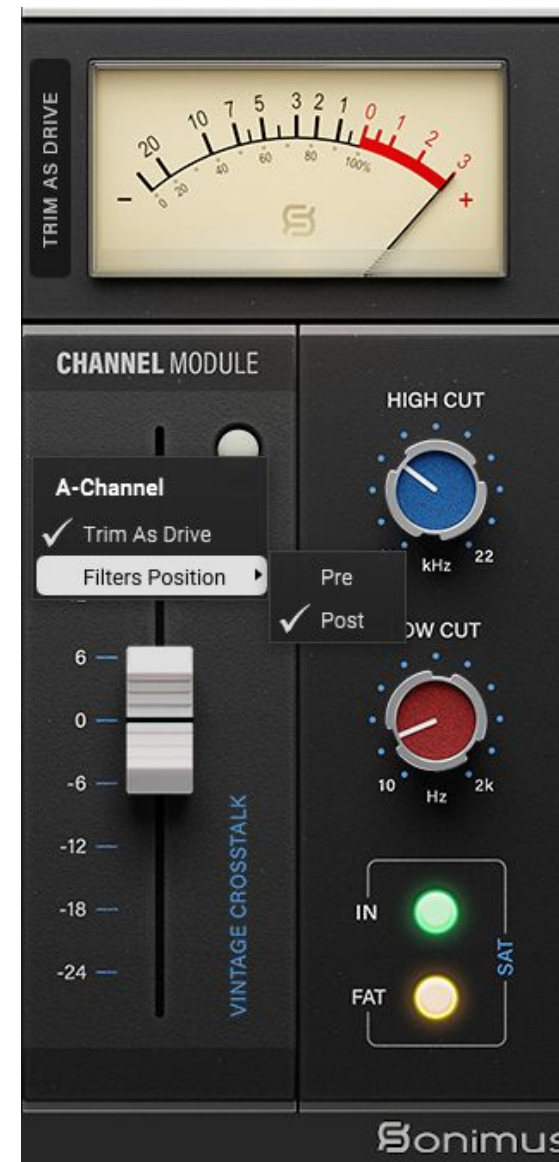 TRIM AS DRIVE
20 10 7 5 3 2 1 0 1 2 3
- 0 20 40 60 80 100% +
CHANNEL MODULE
HIGH CUT
A-Channel
✓ Trim As Drive
Filters Position
kHz 22
Pre
✓ Post
OW CUT
6
0
-6
10 Hz 2k
-12
-18
-24
VINTAGE CROSSTALK
IN
FAT
SAT
Sonimus